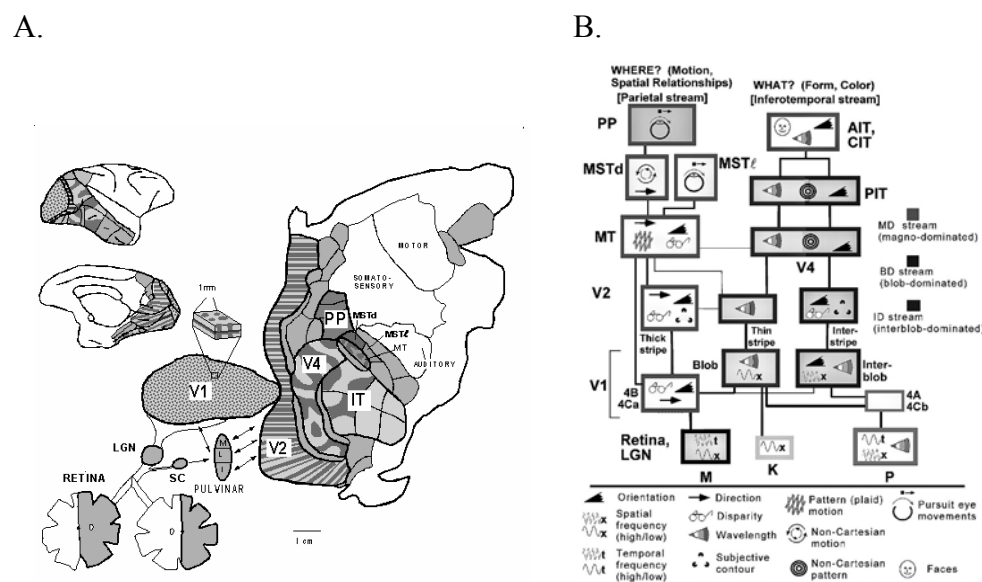 A.
B.
1mm
MOTOR
SOMATO-
SENSORY
PP
MSTd
MSTℓ
MT
AUDITORY
V1
V4
IT
V2
LGN
SC
M
L
I
PULVINAR
RETINA
1 cm
WHERE? (Motion,
Spatial Relationships)
[Parietal stream]
WHAT? (Form, Color)
[Inferotemporal stream]
PP
AIT,
CIT
MSTd
MSTℓ
PIT
MT
V4
MD stream
(magno-dominated)
BD stream
(blob-dominated)
ID stream
(interblob-dominated)
V2
Thick
stripe
Thin
stripe
Inter-
stripe
V1
Blob
Inter-
blob
x
x
4B
4Ca
4A
4Cb
Retina,
LGN
t
x
x
t
x
M
K
P
Orientation
Direction
Pattern (plaid)
motion
Pursuit eye
movements
x
x
Spatial
frequency
(high/low)
Disparity
Wavelength
Non-Cartesian
motion
t
t
Temporal
frequency
(high/low)
Subjective
contour
Non-Cartesian
pattern
Faces